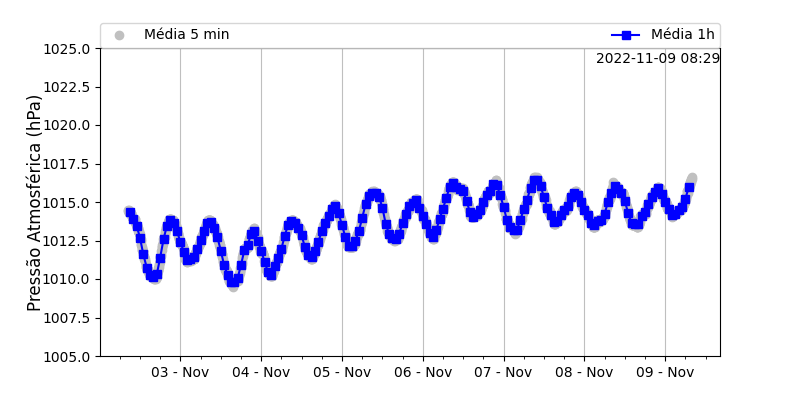 Média 5 min
Média 1h
2022-11-09 08:29
Pressão Atmosférica (hPa)
1025.0
1022.5
1020.0
1017.5
1015.0
1012.5
1010.0
1007.5
1005.0
03 - Nov
04 - Nov
05 - Nov
06 - Nov
07 - Nov
08 - Nov
09 - Nov